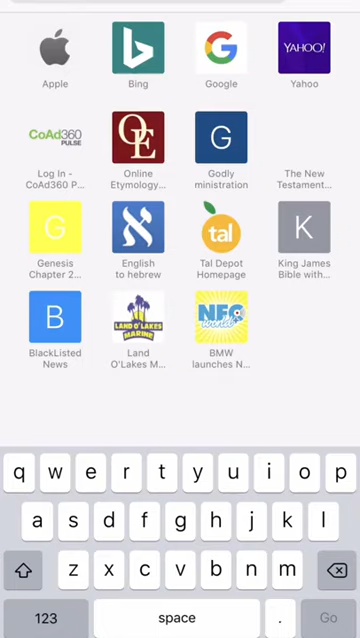 YAHOO!
Apple
Bing
Google
Yahoo
CoAd360
PULSE
OE
G
Log In -
CoAd360 P...
Online
Etymology...
Godly
ministration
The New
Testament...
G
א
tal
K
Genesis
Chapter 2...
English
to hebrew
Tal Depot
Homepage
King James
Bible with...
B
LAND O' LAKES
MARINE
NFC
world
BlackListed
News
Land
O'Lakes M...
BMW
launches N...
q w e r t y u i o p
a s d f g h j k l
z x c v b n m
123 space . Go